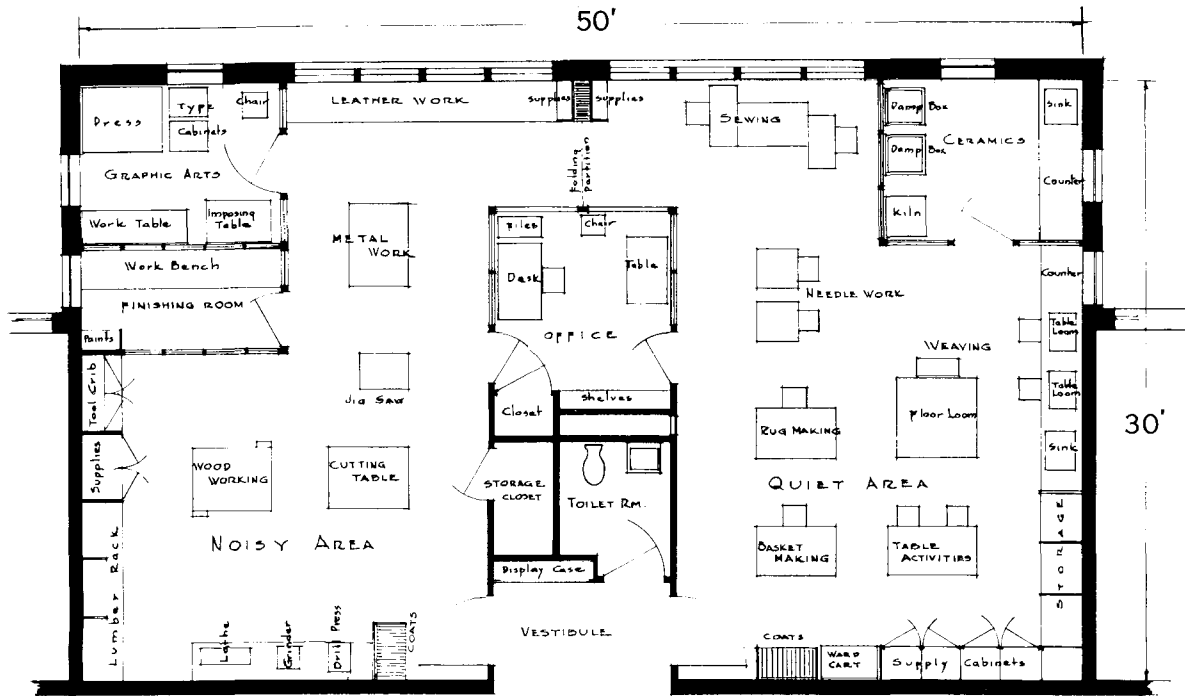 50'
LEATHER WORK
Supplies
Supplies
Dress
Type
Cabinets
Chair
GRAPHIC ARTS
Work Table
Imposing
Table
Work Bench
FINISHING ROOM
Paints
Tool Crib
Supplies
Lumber Rack
METAL
WORK
JIG SAW
WOOD
WORKING
CUTTING
TABLE
NOISY AREA
Lathe
Grinder
Drill Press
COATS
Folding
Partition
Files
Chair
Desk
Table
OFFICE
Closet
Shelves
STORAGE
CLOSET
TOILET RM.
Display Case
VESTIBULE
SEWING
Damp Box
Damp Box
Kiln
CERAMICS
Sink
Counter
Counter
NEEDLE WORK
WEAVING
Table
Loom
Table
Loom
Floor Loom
Sink
RUG MAKING
QUIET AREA
BASKET
MAKING
TABLE
ACTIVITIES
STORAGE
COATS
WARD
CART
Supply Cabinets
30'